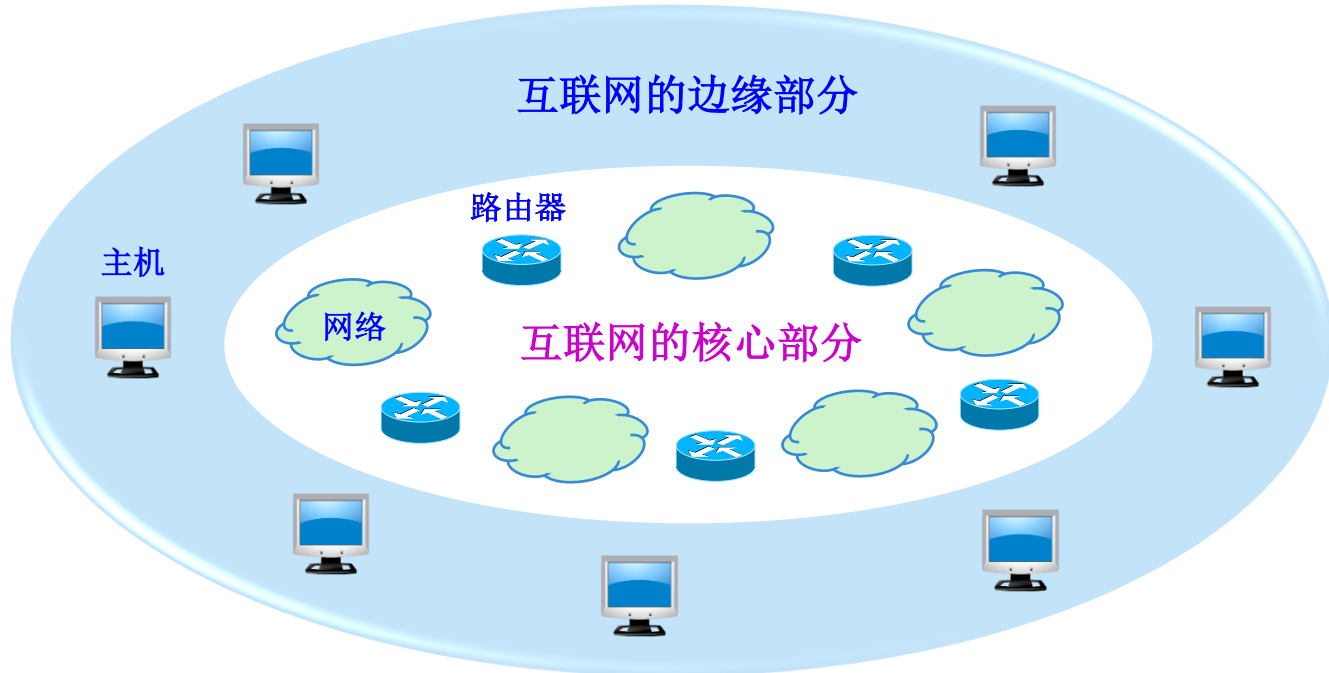 互联网的边缘部分
路由器
主机
网络
互联网的核心部分